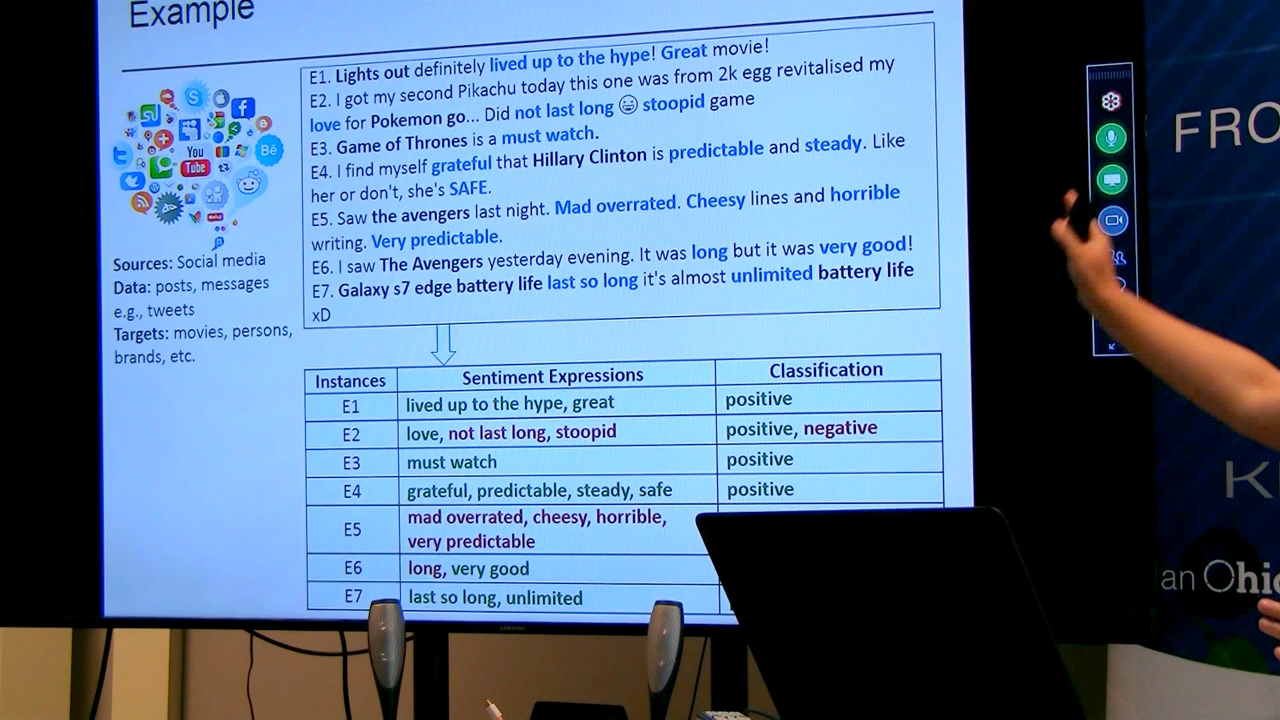 Example
E1. Lights out definitely lived up to the hype! Great movie!
E2. I got my second Pikachu today this one was from 2k egg revitalised my
love for Pokemon go... Did not last long 😄 stoopid game
E3. Game of Thrones is a must watch.
E4. I find myself grateful that Hillary Clinton is predictable and steady. Like
her or don't, she's SAFE.
E5. Saw the avengers last night. Mad overrated. Cheesy lines and horrible
writing. Very predictable.
E6. I saw The Avengers yesterday evening. It was long but it was very good!
E7. Galaxy s7 edge battery life last so long it's almost unlimited battery life
xD
You
Tube
Bē
Sources: Social media
Data: posts, messages
e.g., tweets
Targets: movies, persons,
brands, etc.
Instances Sentiment Expressions Classification
E1 lived up to the hype, great positive
E2 love, not last long, stoopid positive, negative
E3 must watch positive
E4 grateful, predictable, steady, safe positive
E5 mad overrated, cheesy, horrible,
very predictable
E6 long, very good
E7 last so long, unlimited
FRO
K
an Ohio